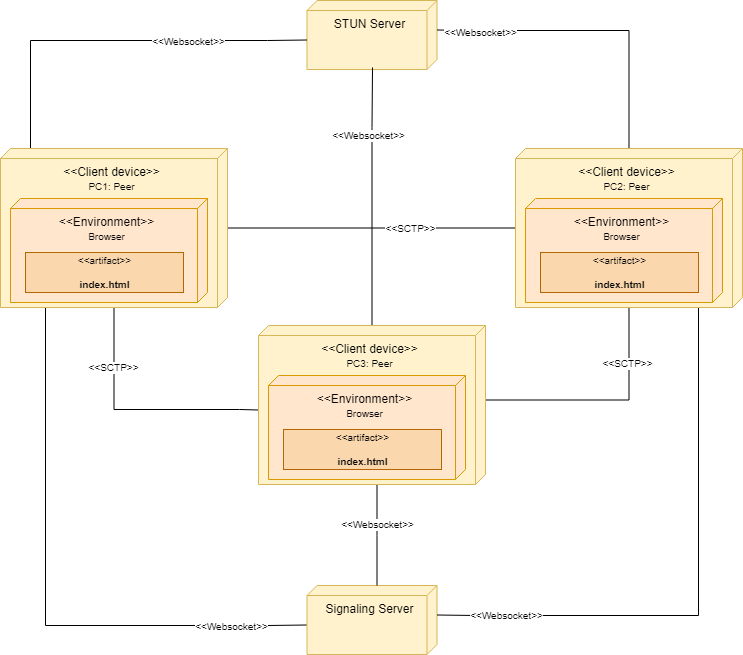 STUN Server
<<Websocket>>
<<Websocket>>
<<Websocket>>
<<Client device>>
PC1: Peer
<<Environment>>
Browser
<<artifact>>
index.html
<<Client device>>
PC2: Peer
<<Environment>>
Browser
<<artifact>>
index.html
<<SCTP>>
<<SCTP>>
<<SCTP>>
<<Client device>>
PC3: Peer
<<Environment>>
Browser
<<artifact>>
index.html
<<Websocket>>
Signaling Server
<<Websocket>>
<<Websocket>>